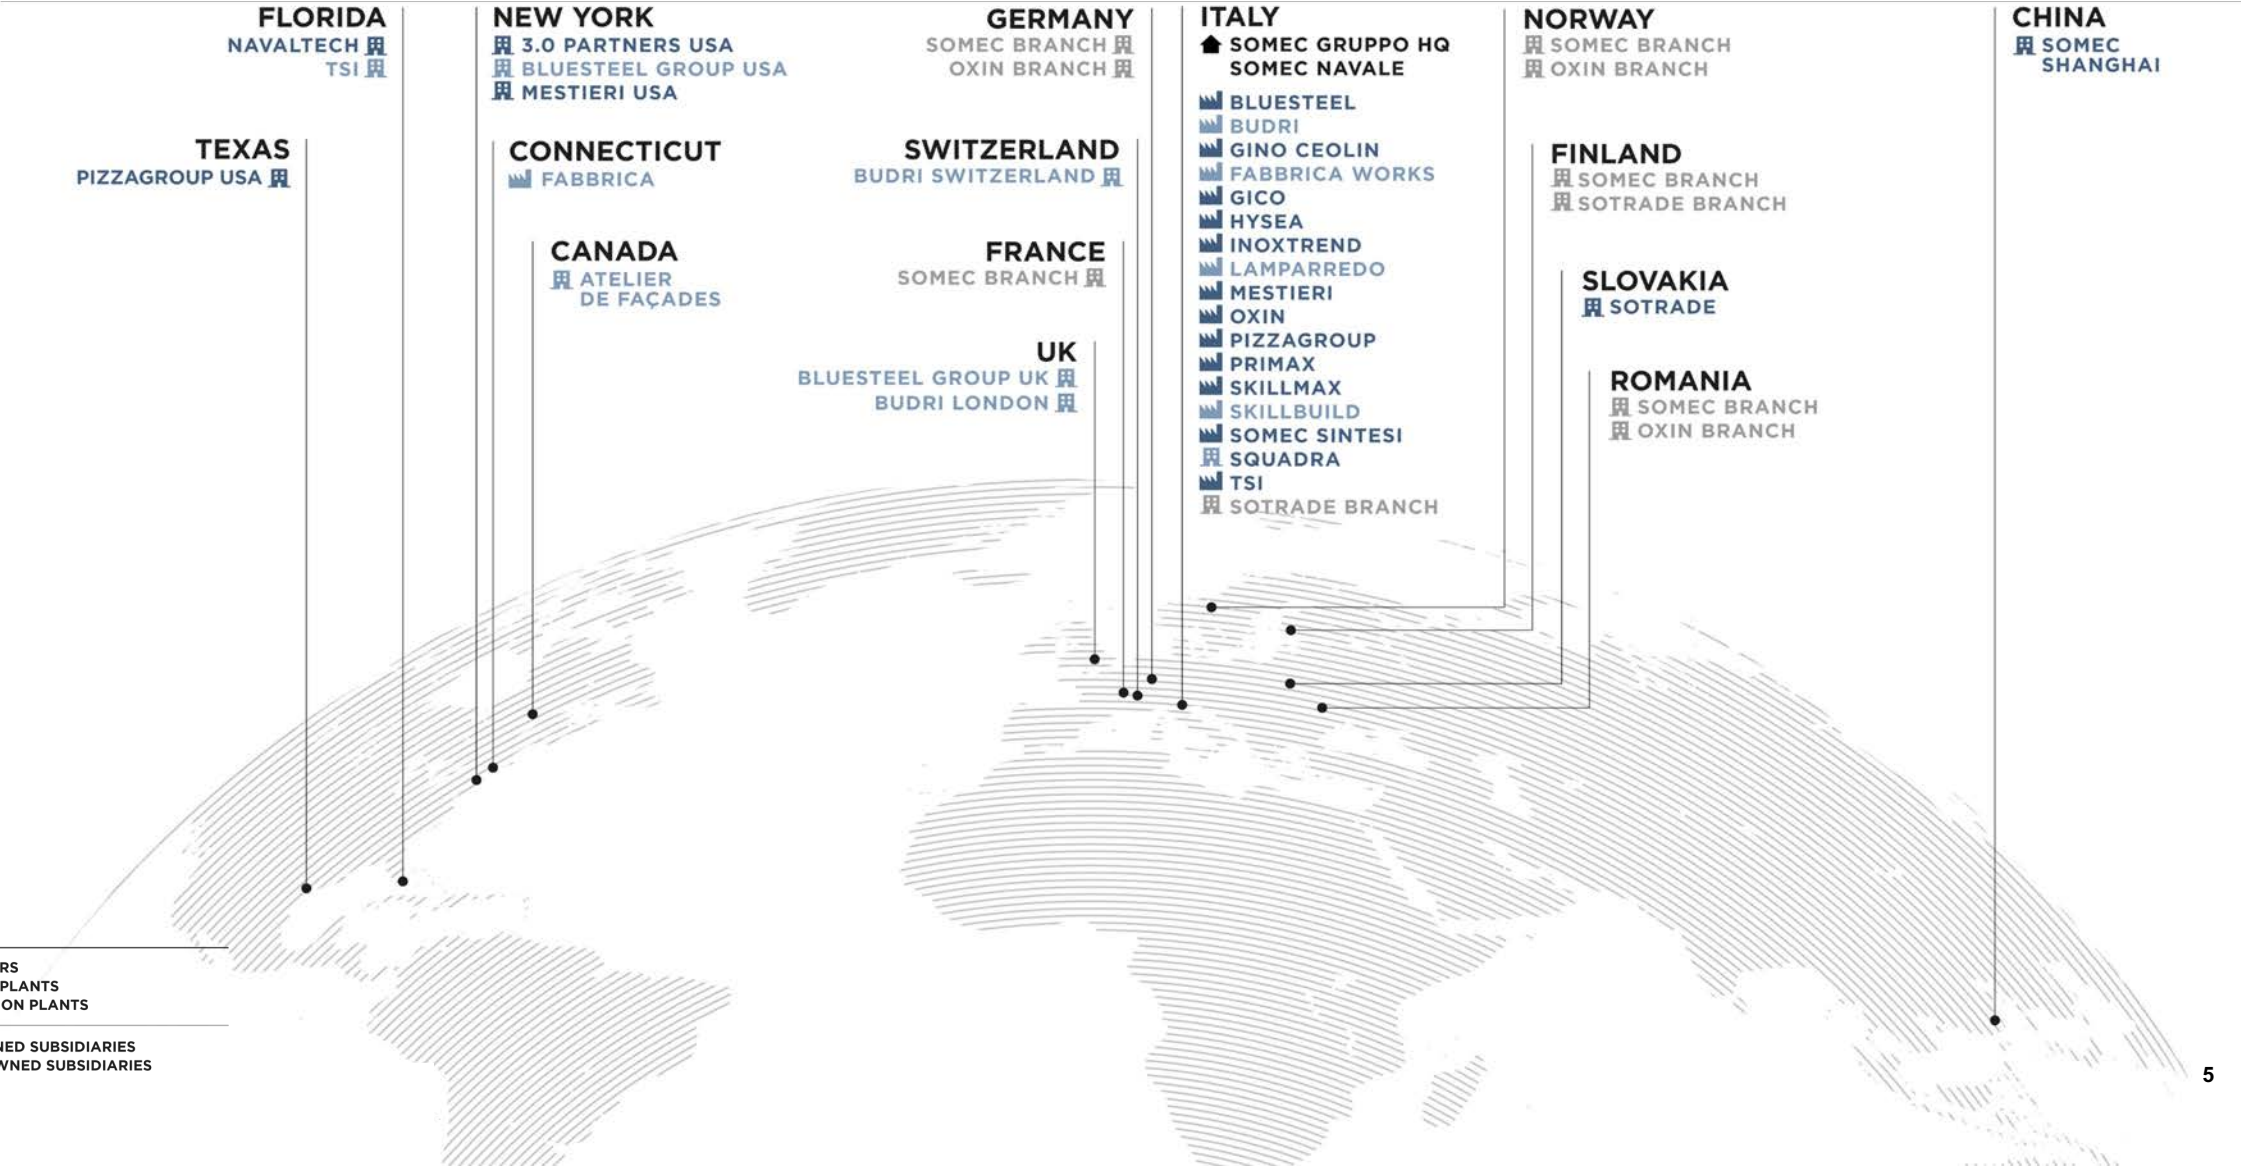 FLORIDA
NAVALTECH
TSI
NEW YORK
3.0 PARTNERS USA
BLUESTEEL GROUP USA
MESTIERI USA
TEXAS
PIZZAGROUP USA
CONNECTICUT
FABBRICA
CANADA
ATELIER
DE FAÇADES
GERMANY
SOMEC BRANCH
OXIN BRANCH
SWITZERLAND
BUDRI SWITZERLAND
FRANCE
SOMEC BRANCH
UK
BLUESTEEL GROUP UK
BUDRI LONDON
ITALY
SOMEC GRUPPO HQ
SOMEC NAVALE
BLUESTEEL
BUDRI
GINO CEOLIN
FABBRICA WORKS
GICO
HYSEA
INOXTREND
LAMPARREDO
MESTIERI
OXIN
PIZZAGROUP
PRIMAX
SKILLMAX
SKILLBUILD
SOMEC SINTESI
SQUADRA
TSI
SOTRADE BRANCH
NORWAY
SOMEC BRANCH
OXIN BRANCH
FINLAND
SOMEC BRANCH
SOTRADE BRANCH
SLOVAKIA
SOTRADE
ROMANIA
SOMEC BRANCH
OXIN BRANCH
CHINA
SOMEC
SHANGHAI
RS
PLANTS
ON PLANTS
NED SUBSIDIARIES
WNED SUBSIDIARIES
5